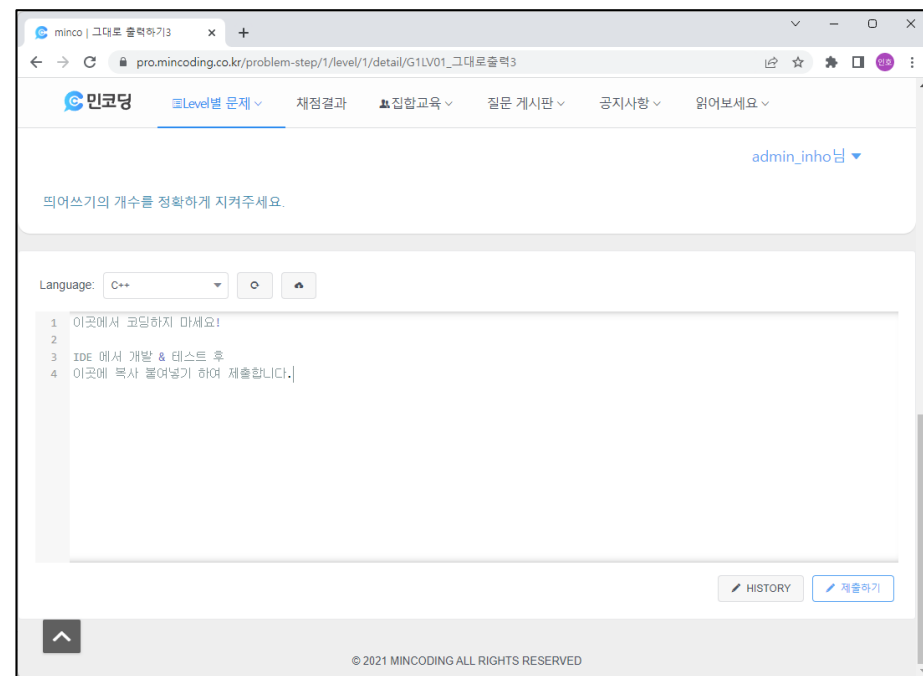 minco | 그대로 출력하기3
pro.mincoding.co.kr/problem-step/1/level/1/detail/G1LV01_그대로출력3
인호
민코딩 Level별 문제 채점결과 집합교육 질문 게시판 공지사항 읽어보세요
admin_inho님
띄어쓰기의 개수를 정확하게 지켜주세요.
Language: C++
1 이곳에서 코딩하지 마세요!
2
3 IDE 에서 개발 & 테스트 후
4 이곳에 복사 붙여넣기 하여 제출합니다.
HISTORY 제출하기
© 2021 MINCODING ALL RIGHTS RESERVED